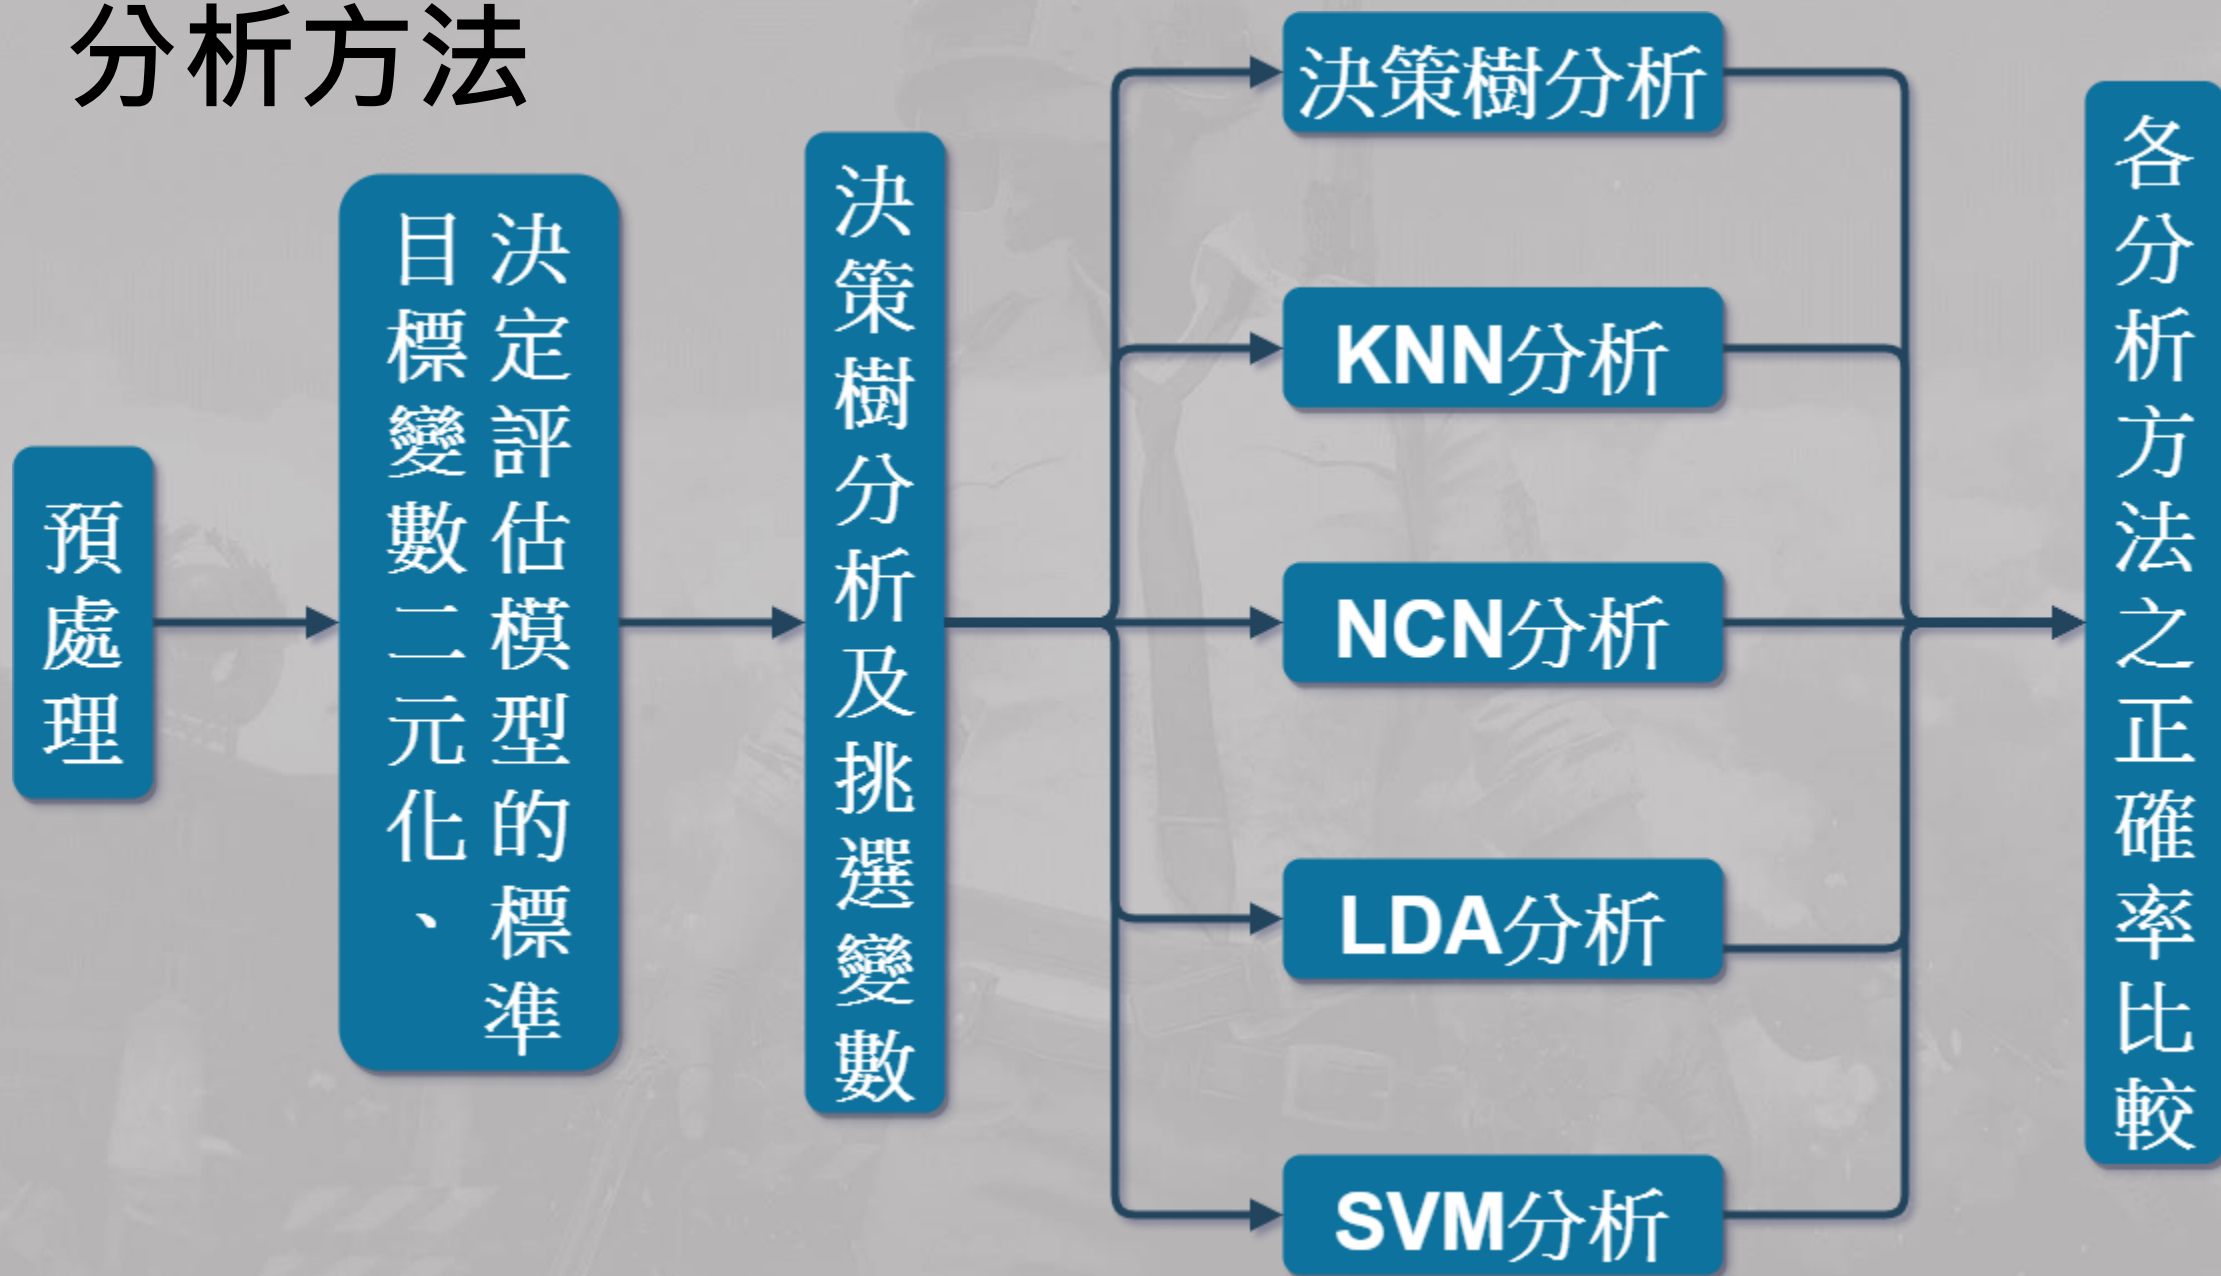 分析方法
預處理
目標變數二元化、
決定評估模型的標準
決策樹分析及挑選變數
決策樹分析
KNN分析
NCN分析
LDA分析
SVM分析
各分析方法之正確率比較